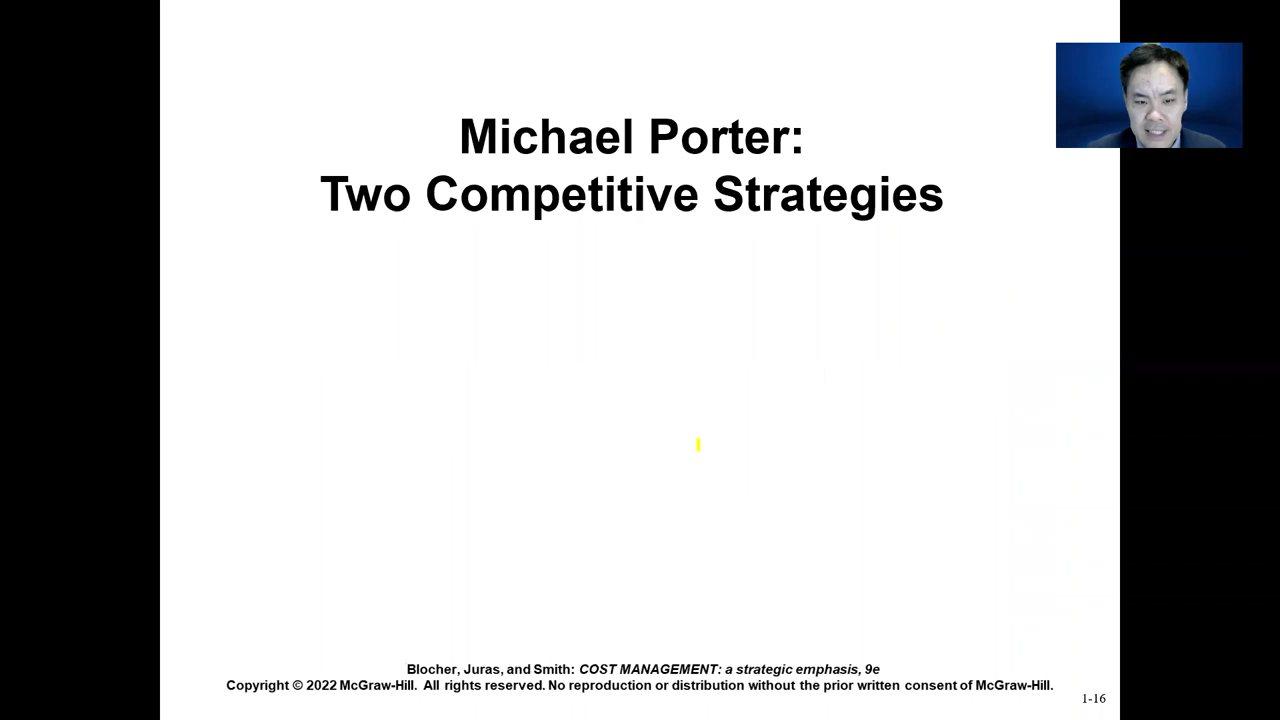 Michael Porter:
Two Competitive Strategies
Blocher, Juras, and Smith: COST MANAGEMENT: a strategic emphasis, 9e
Copyright © 2022 McGraw-Hill. All rights reserved. No reproduction or distribution without the prior written consent of McGraw-Hill.
1-16